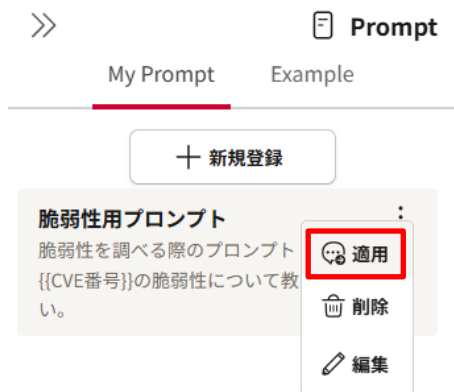 Prompt
My Prompt Example
新規登録
脆弱性用プロンプト
脆弱性を調べる際のプロンプト
{{CVE番号}}の脆弱性について教
い。
適用
削除
編集